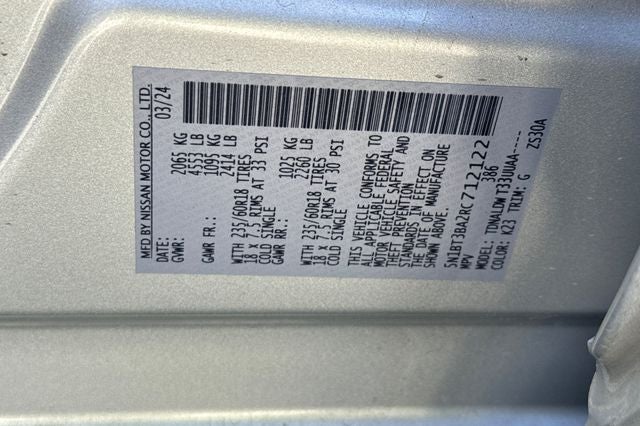 MFD BY NISSAN MOTOR CO., LTD.
DATE: 03/24
GVWR: 2065 KG
4553 LB
GAWR FR.: 1095 KG
2414 LB
WITH 235/60R18 TIRES
18 X 7.5 RIMS AT 33 PSI
COLD SINGLE
GAWR RR.: 1025 KG
2260 LB
WITH 235/60R18 TIRES
18 X 7.5 RIMS AT 30 PSI
COLD SINGLE
THIS VEHICLE CONFORMS TO
ALL APPLICABLE FEDERAL
MOTOR VEHICLE SAFETY AND
THEFT PREVENTION
STANDARDS IN EFFECT ON
THE DATE OF MANUFACTURE
SHOWN ABOVE.
5N1BT3BA2RC712122
MPV 386
MODEL: TDMALDWT33UUAA-----
COLOR: K23 TRIM: G ZS30A